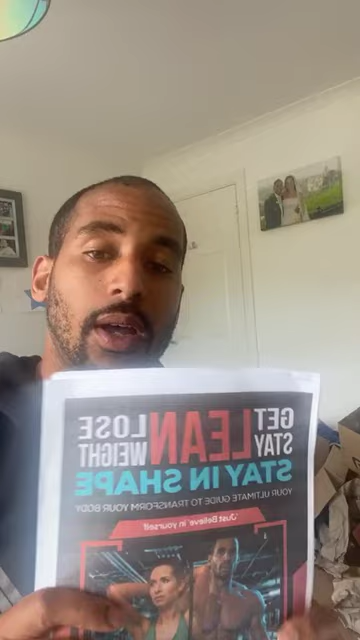 GET LEAN LOSE
STAY LEAN WEIGHT
STAY IN SHAPE
YOUR ULTIMATE GUIDE TO TRANSFORM YOUR BODY
"Just Believe in yourself"